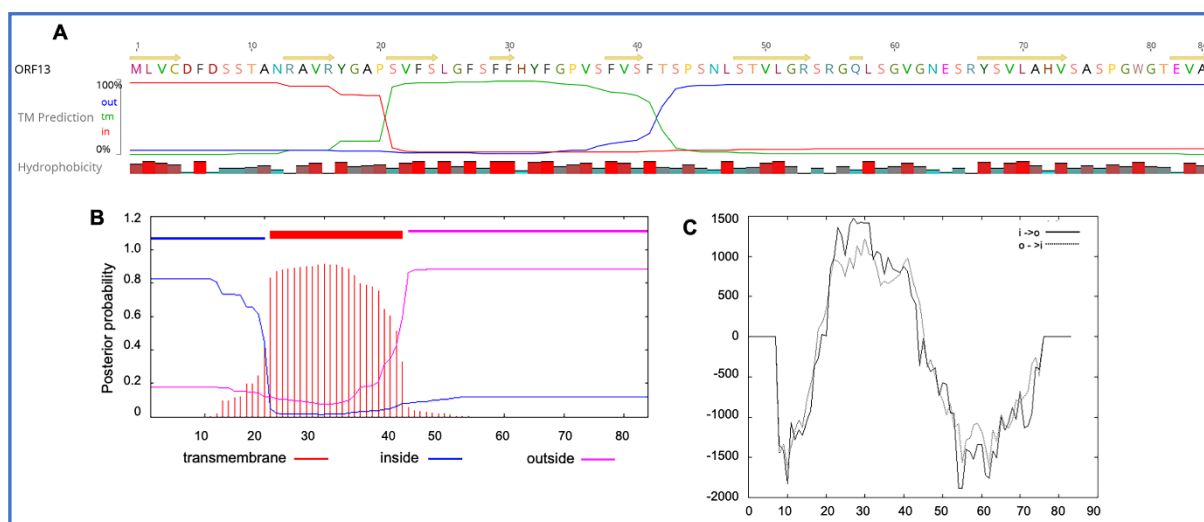 A
1 10 20 30 40 50 60 70 80 84
ORF13 M L V C D F D S S T A N R A V R Y G A P S V F S L G F S F F H Y F G P V S F V S F T S P S N L S T V L G R S R G Q L S G V G N E S R Y S V L A H V S A S P G W G T E V A
100%
out
TM Prediction tm
in
0%
Hydrophobicity
B
1.2
1.0
0.8
0.6
0.4
0.2
0
Posterior probability
10 20 30 40 50 60 70 80
transmembrane inside outside
C
i ->o
o ->i
1500
1000
500
0
-500
-1000
-1500
-2000
0 10 20 30 40 50 60 70 80 90